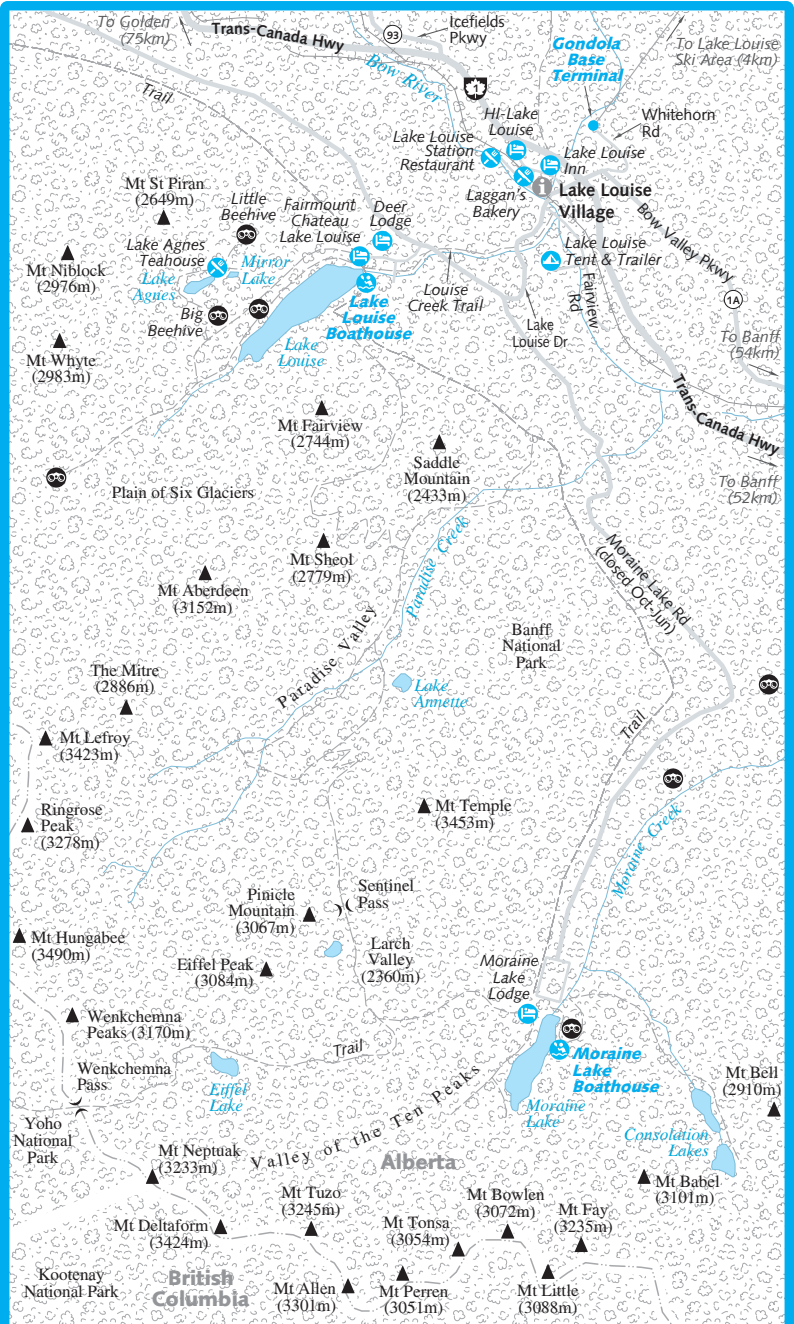 To Golden
(75km)
Trans-Canada Hwy
93
Icefields
Pkwy
Gondola
Base
Terminal
To Lake Louise
Ski Area (4km)
Trail
Bow River
1
HI-Lake
Louise
Whitehorn
Rd
Lake Louise
Station
Restaurant
Lake Louise
Inn
Laggan's
Bakery
Lake Louise
Village
Mt St Piran
(2649m)
Little
Beehive
Fairmount
Chateau
Lake Louise
Deer
Lodge
Bow Valley Pkwy
Lake Agnes
Teahouse
Mirror
Lake
Lake Louise
Tent & Trailer
Mt Niblock
(2976m)
Lake
Agnes
Louise
Creek Trail
Fairview
Rd
1A
Big
Beehive
Lake
Louise
Boathouse
Lake
Louise Dr
Lake
Louise
To Banff
(54km)
Mt Whyte
(2983m)
Trans-Canada Hwy
Mt Fairview
(2744m)
Saddle
Mountain
(2433m)
To Banff
(52km)
Plain of Six Glaciers
Paradise Creek
Mt Sheol
(2779m)
Moraine Lake Rd
(closed Oct-Jun)
Mt Aberdeen
(3152m)
Paradise Valley
Banff
National
Park
The Mitre
(2886m)
Lake
Annette
Trail
Mt Lefroy
(3423m)
Mt Temple
(3453m)
Ringrose
Peak
(3278m)
Moraine Creek
Pinicle
Mountain
(3067m)
Sentinel
Pass
Mt Hungabee
(3490m)
Larch
Valley
(2360m)
Eiffel Peak
(3084m)
Moraine
Lake
Lodge
Wenkchemna
Peaks (3170m)
Trail
Moraine
Lake
Boathouse
Wenkchemna
Pass
Eiffel
Lake
Mt Bell
(2910m)
Moraine
Lake
Yoho
National
Park
Valley of the Ten Peaks
Consolation
Lakes
Alberta
Mt Neptuak
(3233m)
Mt Babel
(3101m)
Mt Tuzo
(3245m)
Mt Bowlen
(3072m)
Mt Fay
(3235m)
Mt Deltaform
(3424m)
Mt Tonsa
(3054m)
Kootenay
National Park
British
Columbia
Mt Allen
(3301m)
Mt Perren
(3051m)
Mt Little
(3088m)